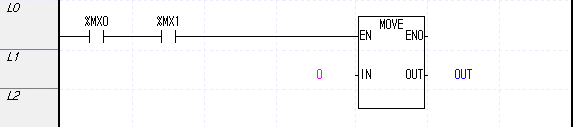 L0
%MX0 %MX1 MOVE
EN ENO
L1
0 IN OUT OUT
L2